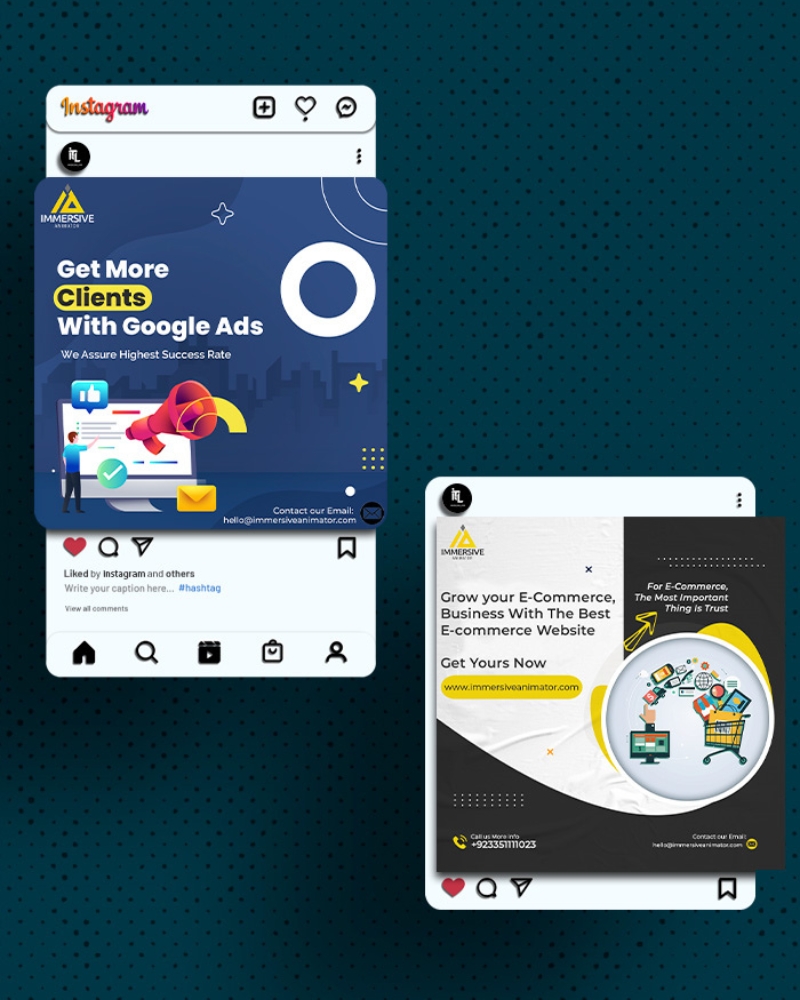 Instagram
IMMERSIVE
ANIMATOR
Get More
Clients
With Google Ads
We Assure Highest Success Rate
Contact our Email:
hello@immersiveanimator.com
Liked by Instagram and others
Write your caption here... #hashtag
View all comments
IMMERSIVE
ANIMATOR
For E-Commerce,
The Most Important
Thing is Trust
Grow your E-Commerce,
Business With The Best
E-commerce Website
Get Yours Now
www.immersiveanimator.com
Call us More info
+923351111023
Contact our Email:
hello@immersiveanimator.com